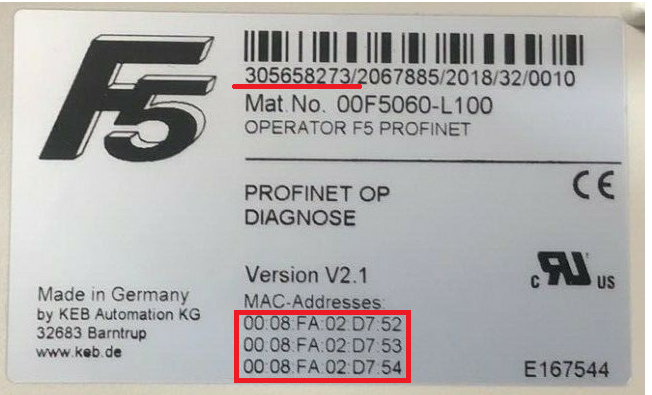 F5
305658273/2067885/2018/32/0010
Mat.No. 00F5060-L100
OPERATOR F5 PROFINET
PROFINET OP
DIAGNOSE
CE
Version V2.1
MAC-Addresses:
00:08:FA:02:D7:52
00:08:FA:02:D7:53
00:08:FA:02:D7:54
Made in Germany
by KEB Automation KG
32683 Barntrup
www.keb.de
c RU US
E167544